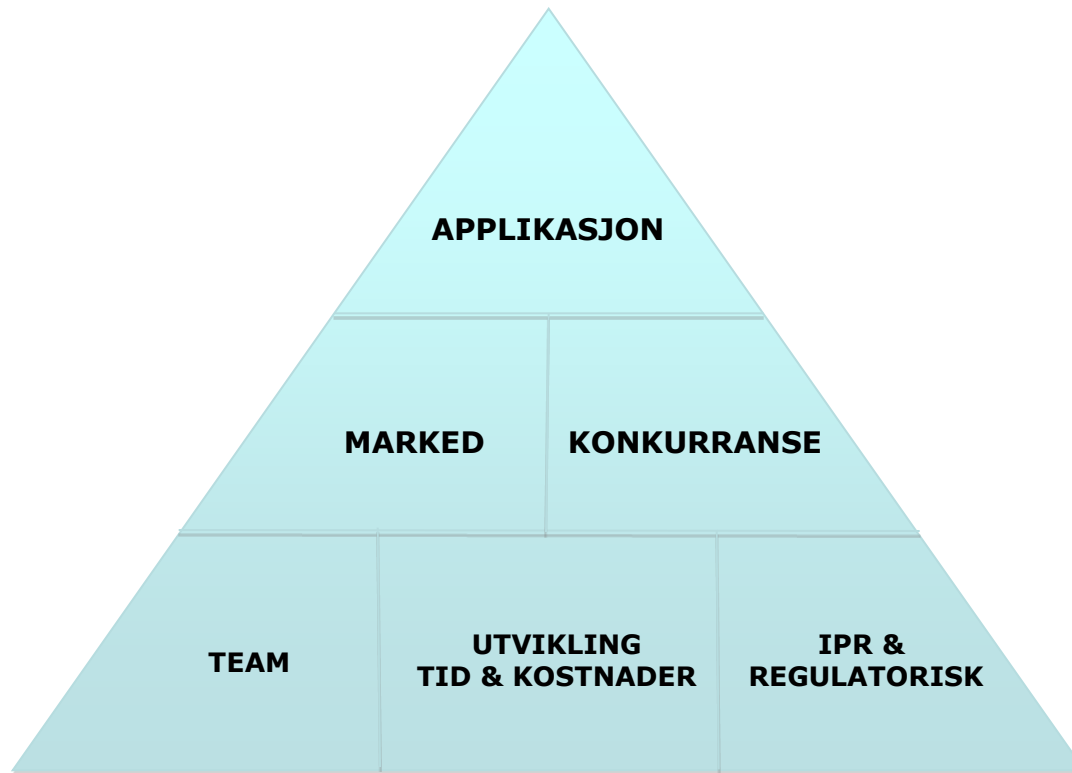 APPLIKASJON
MARKED
KONKURRANSE
TEAM
UTVIKLING
TID & KOSTNADER
IPR &
REGULATORISK